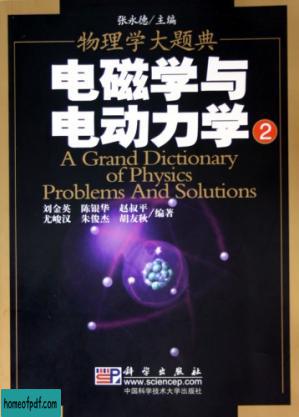 张永德/主编
物理学大题典
电磁学与
电动力学 2
A Grand Dictionary
of Physics
Problems And Solutions
刘金英 陈银华 赵叔平
尤峻汉 朱俊杰 胡友秋/编著
科学出版社
www.sciencep.com
中国科学技术大学出版社
homeofpdf.com